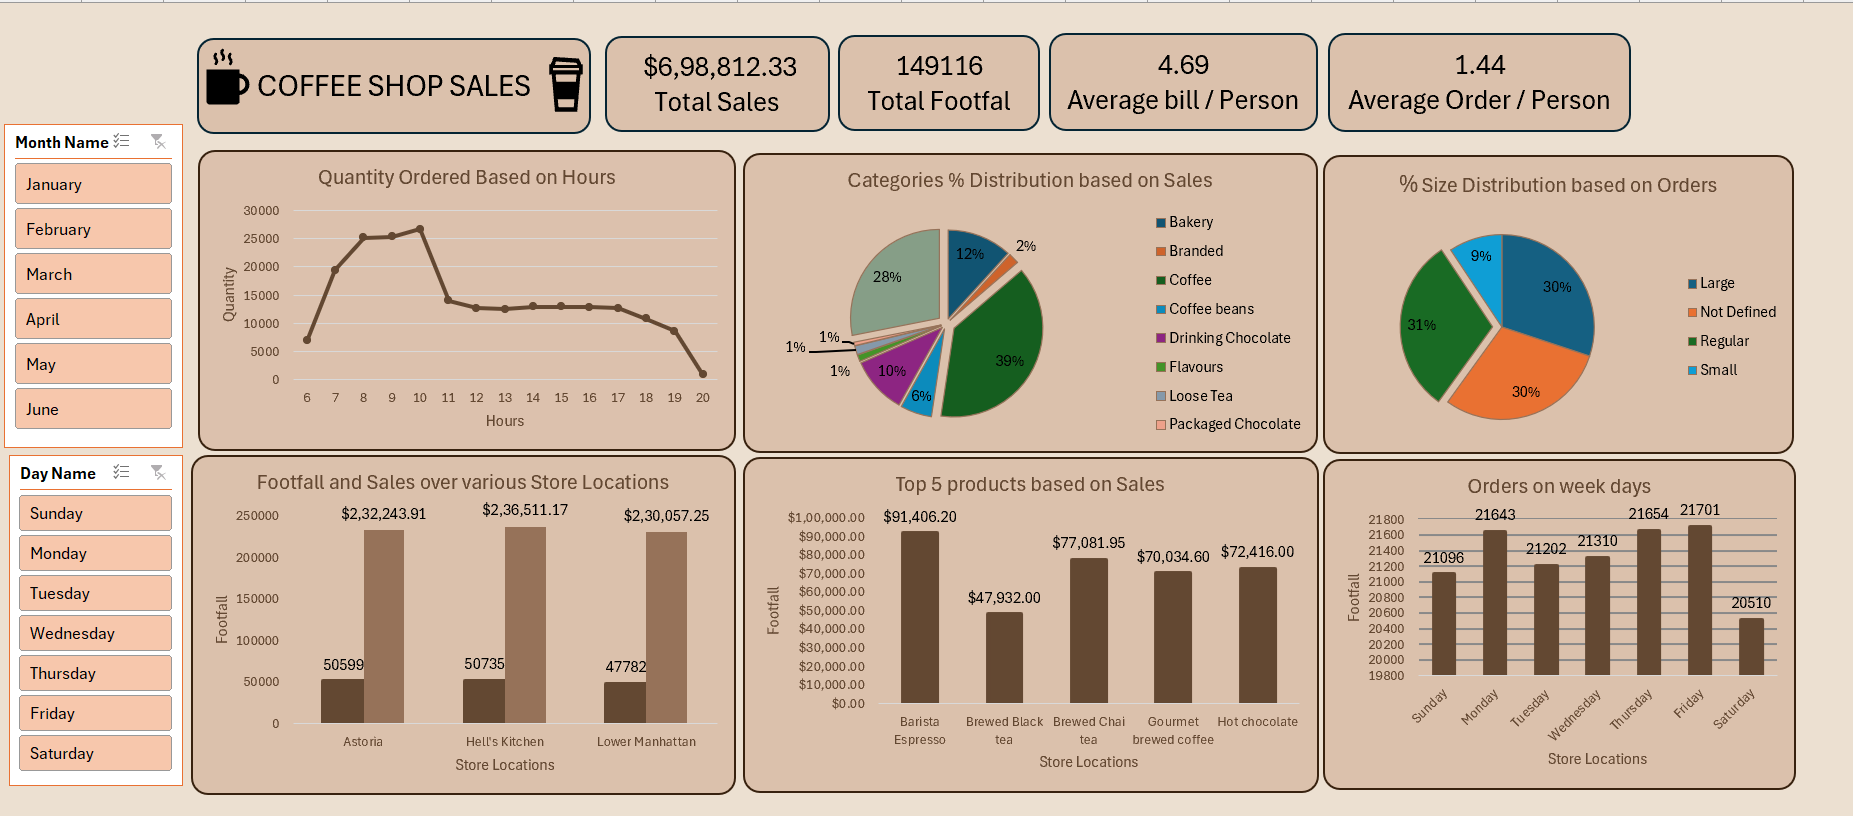 COFFEE SHOP SALES
$6,98,812.33
Total Sales
149116
Total Footfal
4.69
Average bill / Person
1.44
Average Order / Person
Month Name
January
February
March
April
May
June
Day Name
Sunday
Monday
Tuesday
Wednesday
Thursday
Friday
Saturday
Quantity Ordered Based on Hours
30000
25000
20000
15000
10000
5000
0
Quantity
6 7 8 9 10 11 12 13 14 15 16 17 18 19 20
Hours
Categories % Distribution based on Sales
12%
2%
39%
6%
10%
1%
1%
1%
28%
Bakery
Branded
Coffee
Coffee beans
Drinking Chocolate
Flavours
Loose Tea
Packaged Chocolate
% Size Distribution based on Orders
30%
30%
31%
9%
Large
Not Defined
Regular
Small
Footfall and Sales over various Store Locations
250000
200000
150000
100000
50000
0
Footfall
$2,32,243.91
$2,36,511.17
$2,30,057.25
50599
50735
47782
Astoria
Hell's Kitchen
Lower Manhattan
Store Locations
Top 5 products based on Sales
$1,00,000.00
$90,000.00
$80,000.00
$70,000.00
$60,000.00
$50,000.00
$40,000.00
$30,000.00
$20,000.00
$10,000.00
$0.00
Footfall
$91,406.20
$47,932.00
$77,081.95
$70,034.60
$72,416.00
Barista
Espresso
Brewed Black
tea
Brewed Chai
tea
Gourmet
brewed coffee
Hot chocolate
Store Locations
Orders on week days
21800
21600
21400
21200
21000
20800
20600
20400
20200
20000
19800
Footfall
21096
21643
21202
21310
21654
21701
20510
Sunday
Monday
Tuesday
Wednesday
Thursday
Friday
Saturday
Store Locations